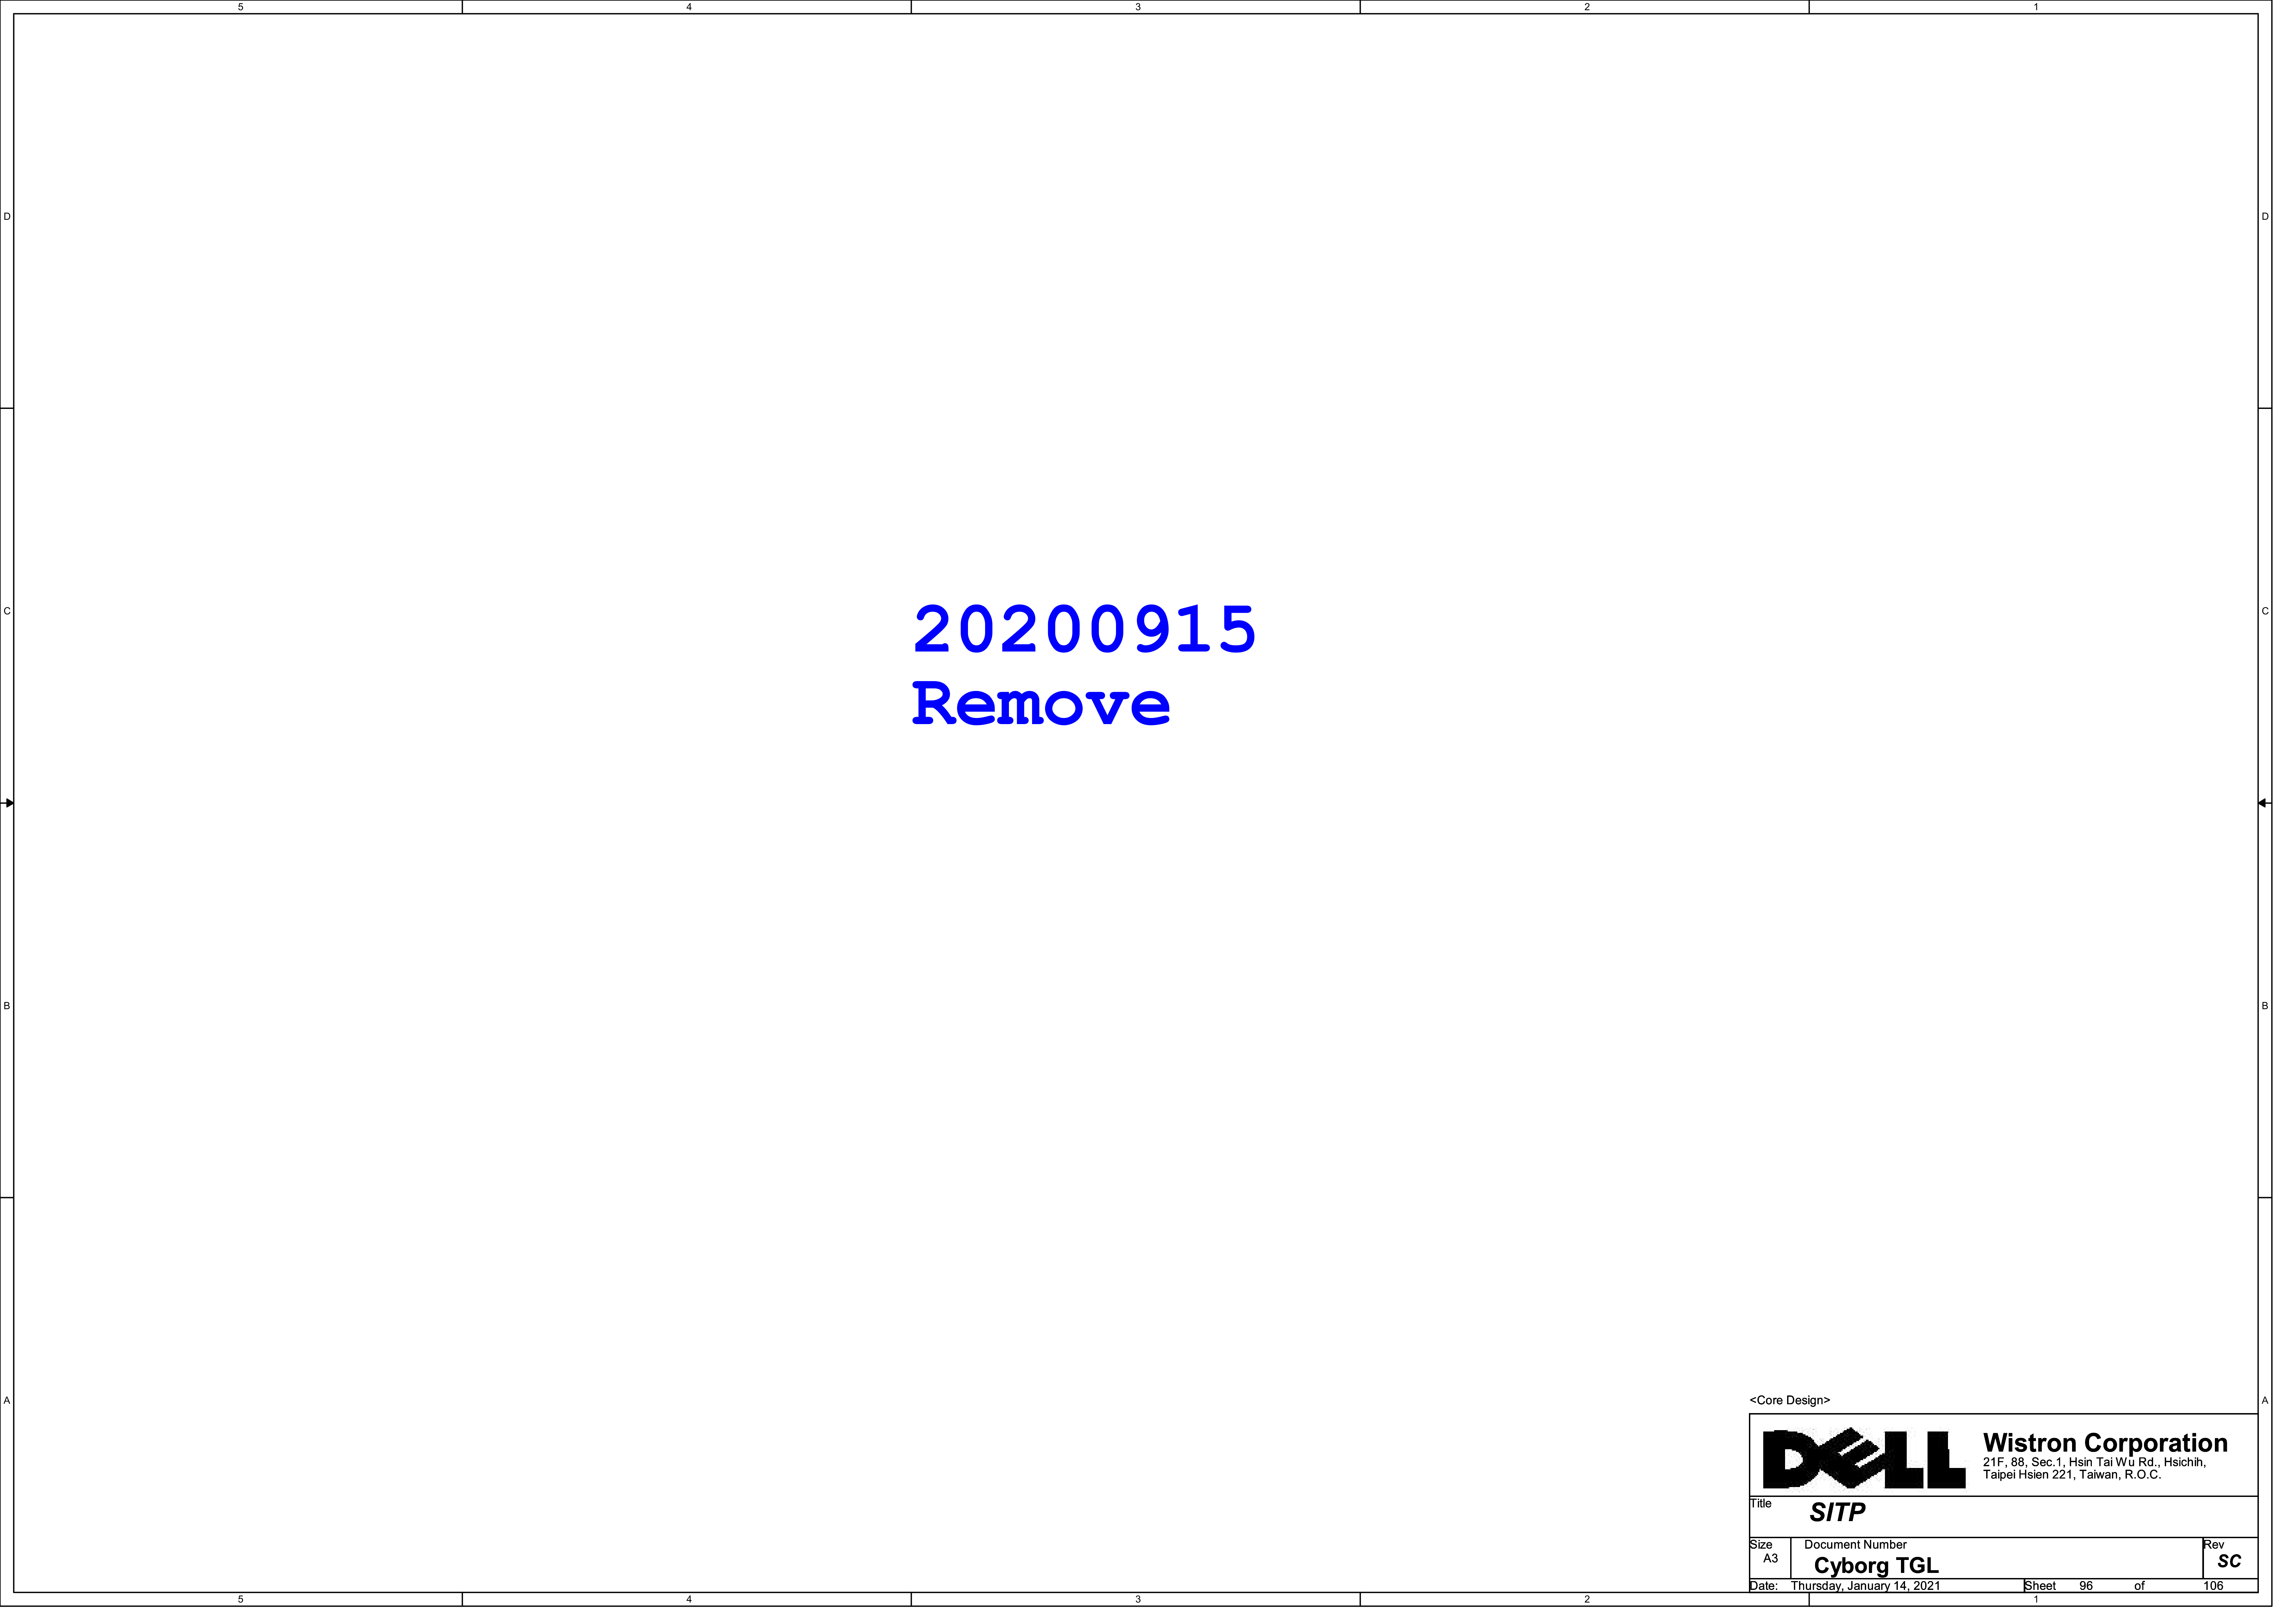 5 4 3 2 1
D D
C C
20200915
Remove
B B
<Core Design>
A A
DELL
Wistron Corporation
21F, 88, Sec.1, Hsin Tai Wu Rd., Hsichih,
Taipei Hsien 221, Taiwan, R.O.C.
Title
SITP
Size Document Number Rev
A3 Cyborg TGL SC
Date: Thursday, January 14, 2021 Sheet 96 of 106
5 4 3 2 1